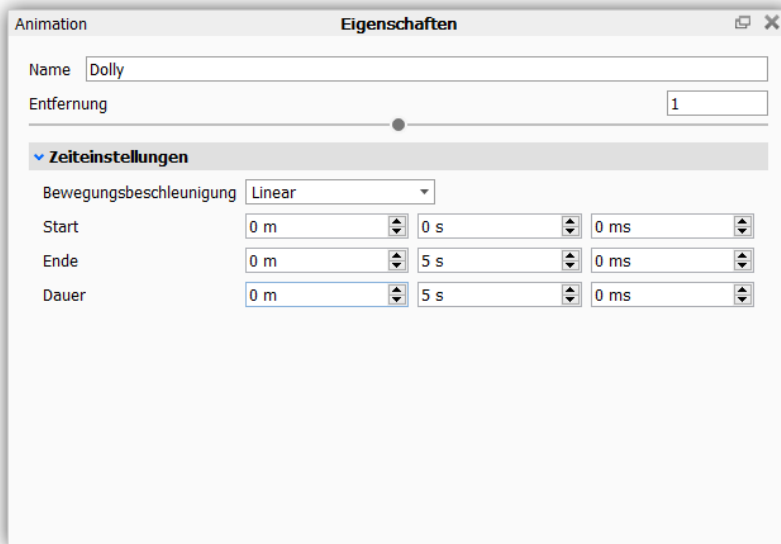 Animation Eigenschaften
Name Dolly
Entfernung 1
Zeiteinstellungen
Bewegungsbeschleunigung Linear
Start 0 m 0 s 0 ms
Ende 0 m 5 s 0 ms
Dauer 0 m 5 s 0 ms